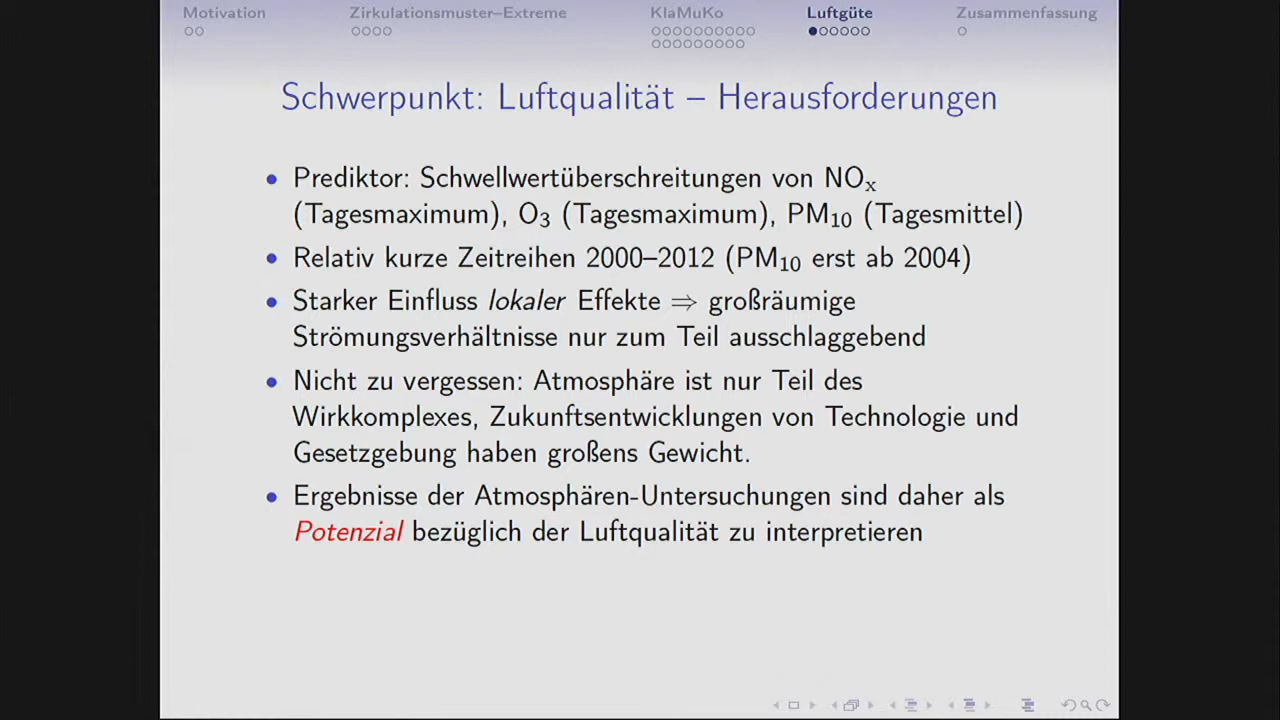 Motivation Zirkulationsmuster–Extreme KlaMuKo Luftgüte Zusammenfassung
Schwerpunkt: Luftqualität – Herausforderungen
• Prediktor: Schwellwertüberschreitungen von NOx
(Tagesmaximum), O3 (Tagesmaximum), PM10 (Tagesmittel)
• Relativ kurze Zeitreihen 2000–2012 (PM10 erst ab 2004)
• Starker Einfluss lokaler Effekte ⇒ großräumige
Strömungsverhältnisse nur zum Teil ausschlaggebend
• Nicht zu vergessen: Atmosphäre ist nur Teil des
Wirkkomplexes, Zukunftsentwicklungen von Technologie und
Gesetzgebung haben großens Gewicht.
• Ergebnisse der Atmosphären-Untersuchungen sind daher als
Potenzial bezüglich der Luftqualität zu interpretieren